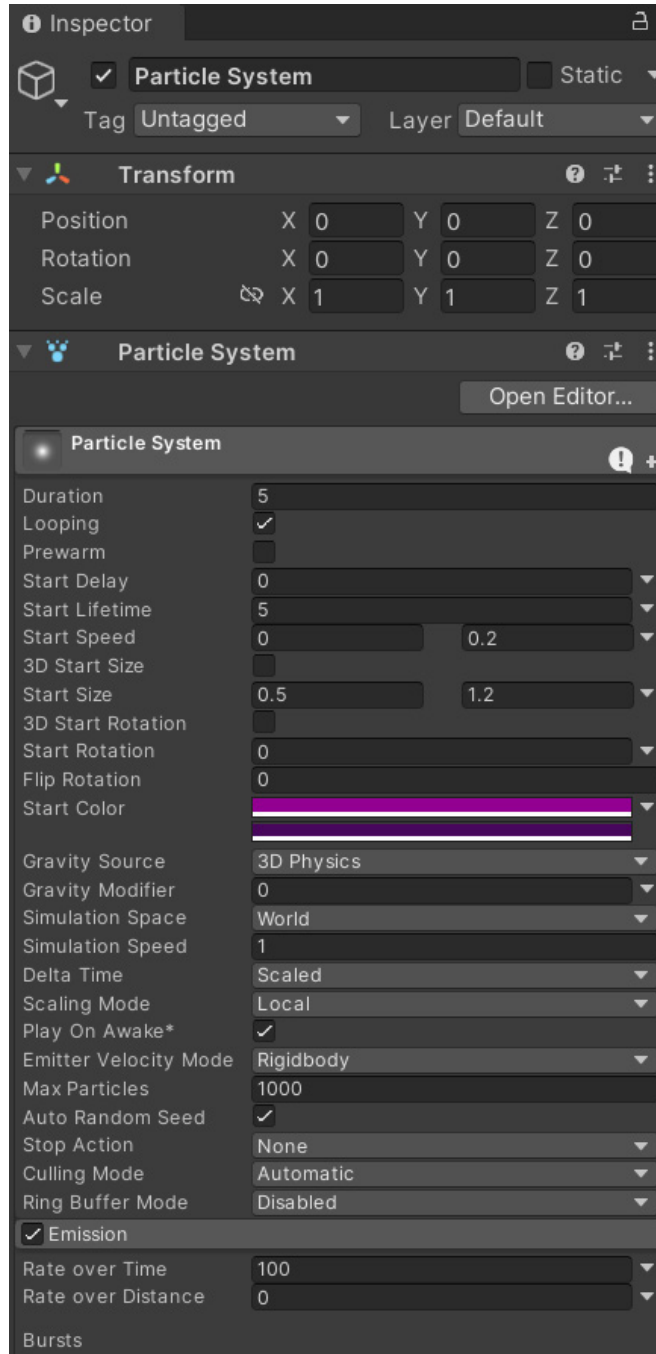 Inspector
Particle System Static
Tag Untagged Layer Default
Transform
Position X 0 Y 0 Z 0
Rotation X 0 Y 0 Z 0
Scale X 1 Y 1 Z 1
Particle System
Open Editor...
Particle System
Duration 5
Looping
Prewarm
Start Delay 0
Start Lifetime 5
Start Speed 0 0.2
3D Start Size
Start Size 0.5 1.2
3D Start Rotation
Start Rotation 0
Flip Rotation 0
Start Color
Gravity Source 3D Physics
Gravity Modifier 0
Simulation Space World
Simulation Speed 1
Delta Time Scaled
Scaling Mode Local
Play On Awake*
Emitter Velocity Mode Rigidbody
Max Particles 1000
Auto Random Seed
Stop Action None
Culling Mode Automatic
Ring Buffer Mode Disabled
Emission
Rate over Time 100
Rate over Distance 0
Bursts